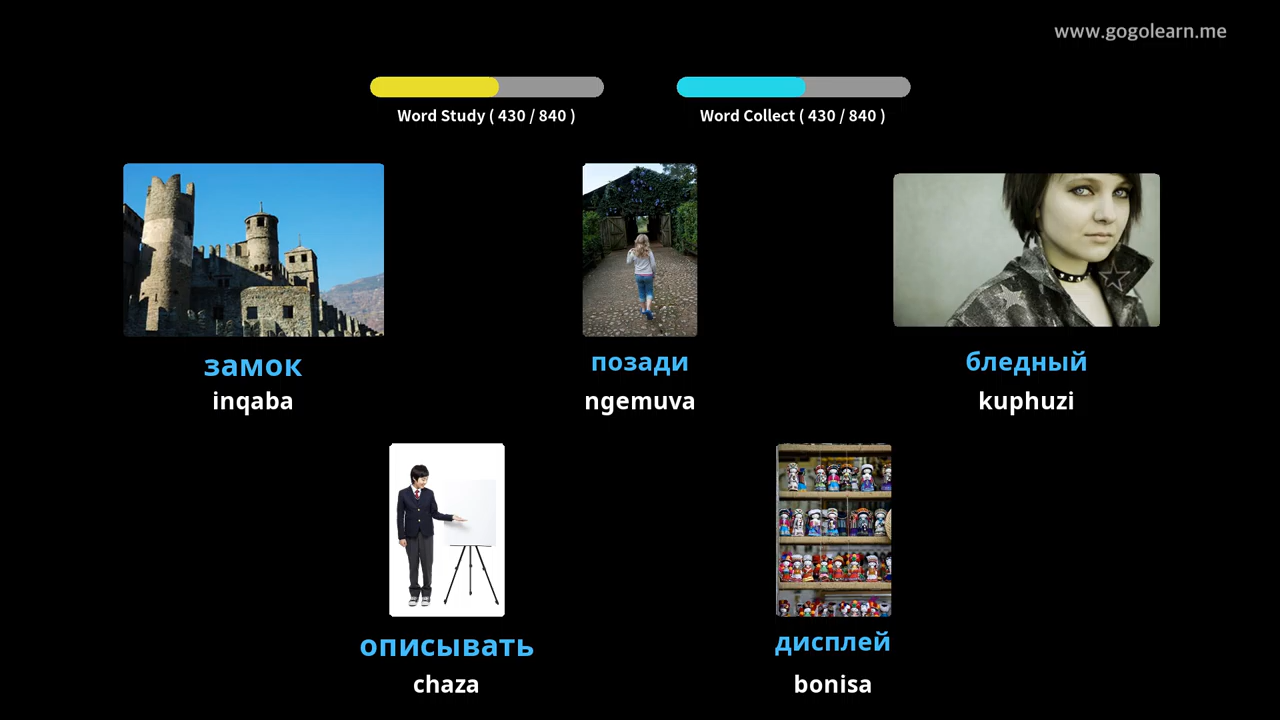 www.gogolearn.me
Word Study ( 430 / 840 )
Word Collect ( 430 / 840 )
замок
inqaba
позади
ngemuva
бледный
kuphuzi
описывать
chaza
дисплей
bonisa